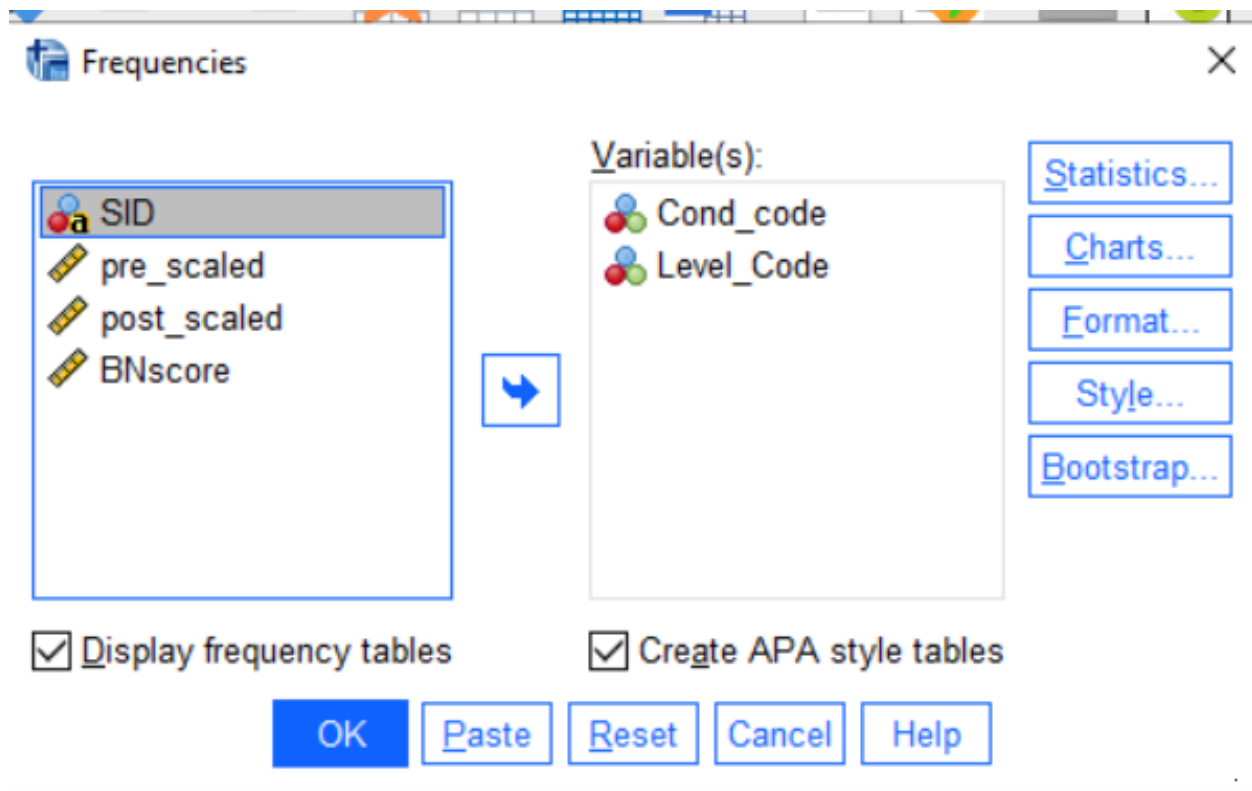 Frequencies
Variable(s):
SID
pre_scaled
post_scaled
BNscore
Cond_code
Level_Code
Statistics...
Charts...
Format...
Style...
Bootstrap...
Display frequency tables
Create APA style tables
OK
Paste
Reset
Cancel
Help